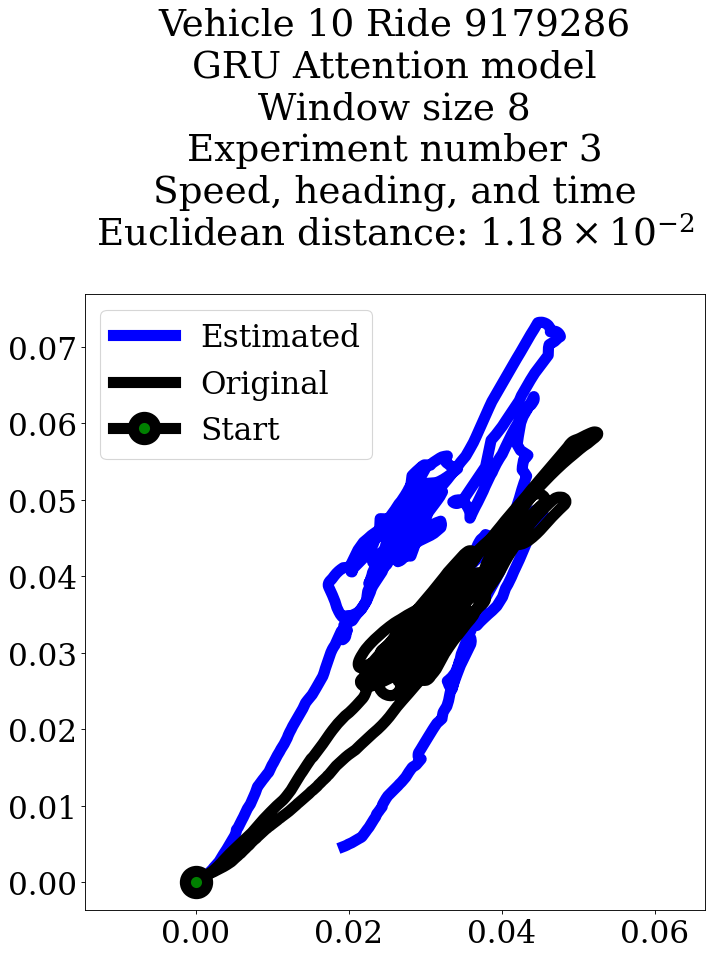 Vehicle 10 Ride 9179286
GRU Attention model
Window size 8
Experiment number 3
Speed, heading, and time
Euclidean distance: 1.18 × 10⁻²
Estimated
Original
Start
0.07
0.06
0.05
0.04
0.03
0.02
0.01
0.00
0.00 0.02 0.04 0.06